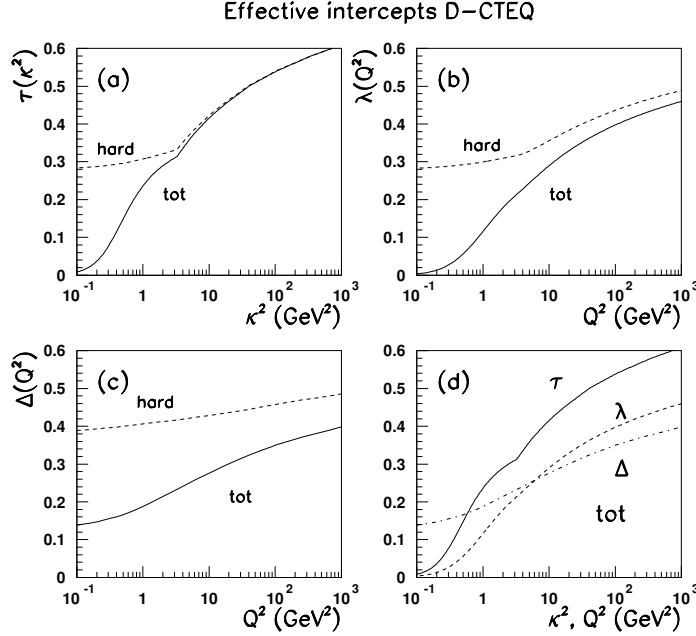 Effective intercepts D-CTEQ
τ(κ²)
0.6
0.5
0.4
0.3
0.2
0.1
0
(a)
hard
tot
10⁻¹ 1 10 10² 10³
κ² (GeV²)
λ(Q²)
0.6
0.5
0.4
0.3
0.2
0.1
0
(b)
hard
tot
10⁻¹ 1 10 10² 10³
Q² (GeV²)
Δ(Q²)
0.6
0.5
0.4
0.3
0.2
0.1
0
(c)
hard
tot
10⁻¹ 1 10 10² 10³
Q² (GeV²)
0.6
0.5
0.4
0.3
0.2
0.1
0
(d)
τ
λ
Δ
tot
10⁻¹ 1 10 10² 10³
κ², Q² (GeV²)